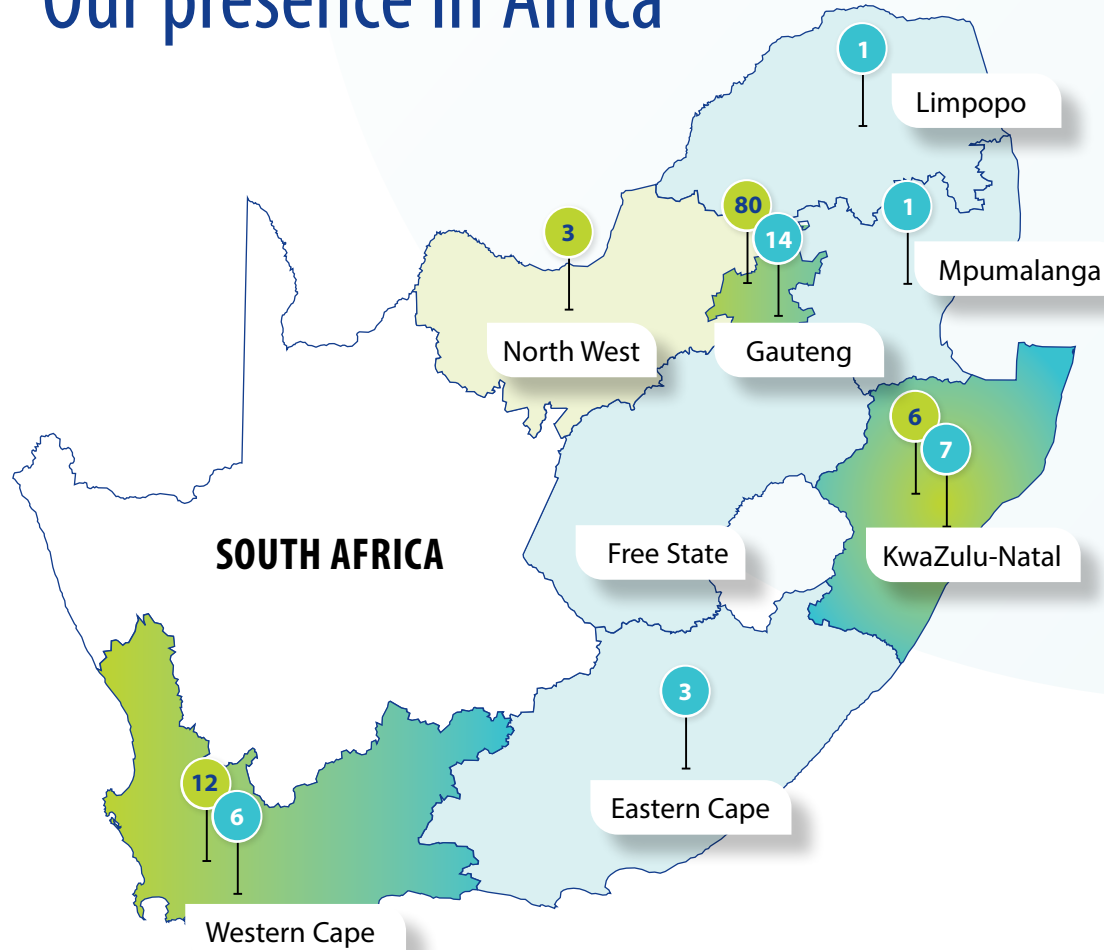 Our presence in Africa
1
Limpopo
80
14
1
3
Mpumalanga
North West
Gauteng
6
7
SOUTH AFRICA
Free State
KwaZulu-Natal
3
12
6
Eastern Cape
Western Cape